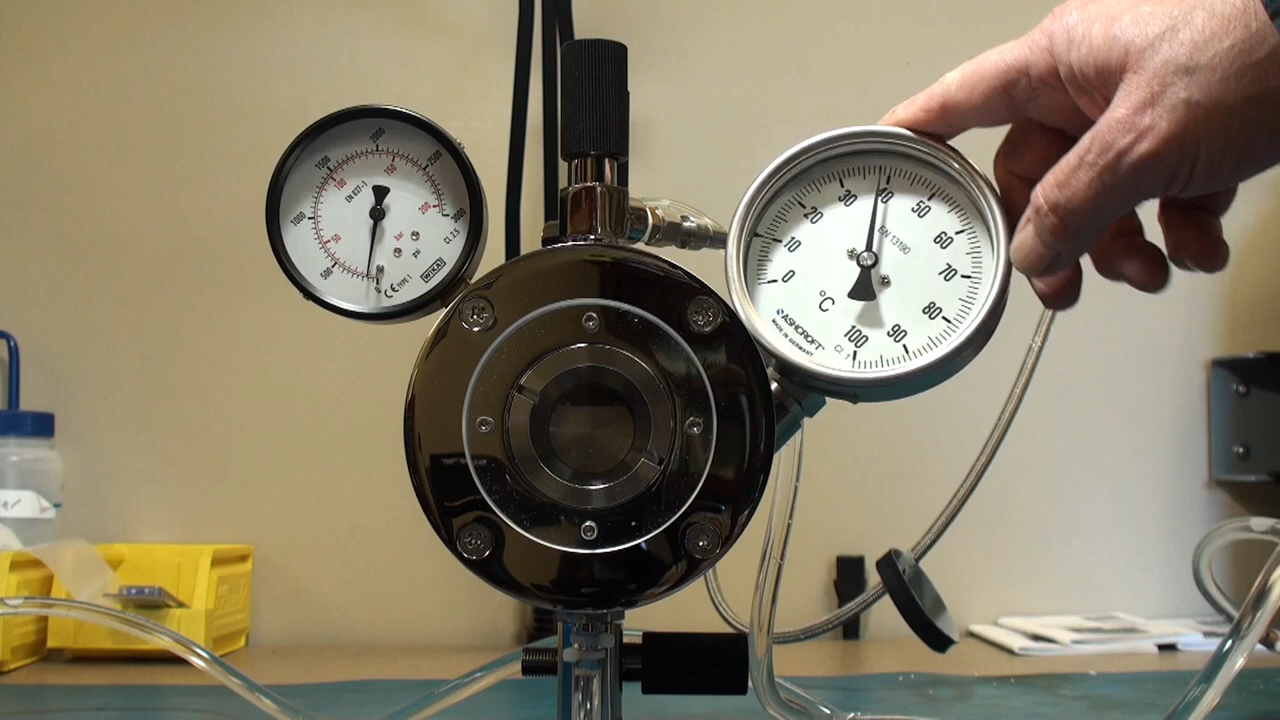 2000
1500
2500
150
100
EN 837-1
1000
200
3000
50
bar
psi
CL 2.5
500
WIKA
0
CE TYPE 1
40
30
50
20
EN 13190
60
10
70
0
°C
80
ASHCROFT
MADE IN GERMANY
90
100
CL 1